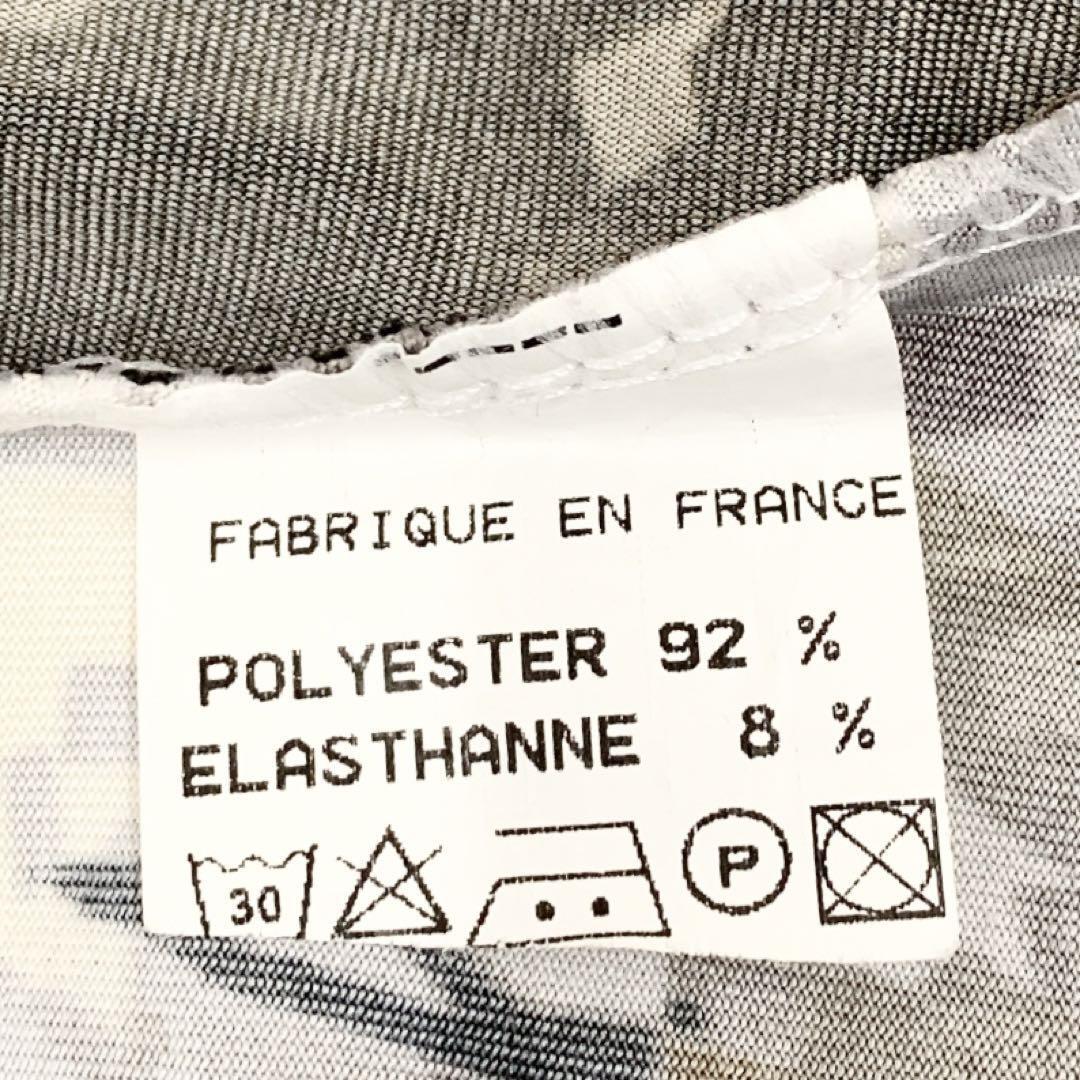 FABRIQUE EN FRANCE
POLYESTER 92 %
ELASTHANNE 8 %
30 P